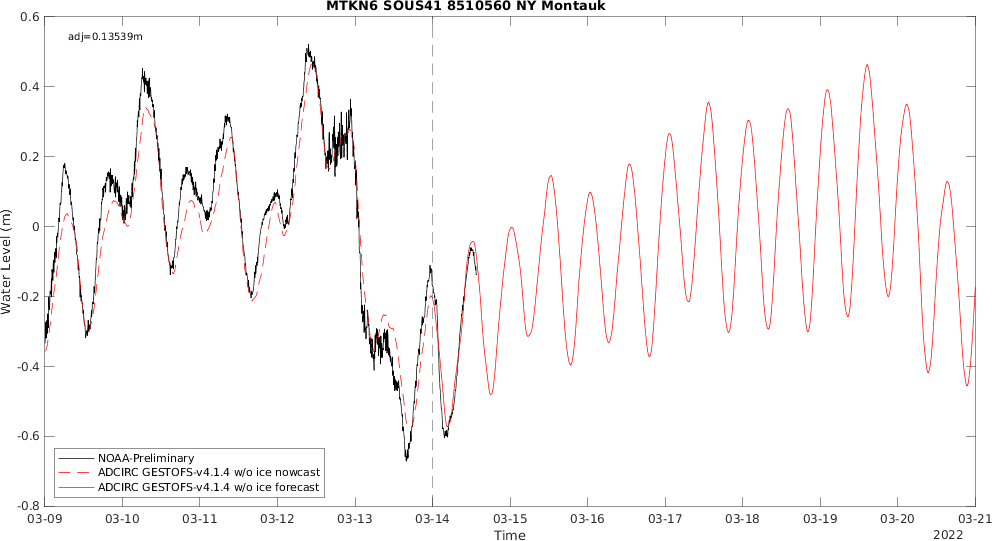 MTKN6 SOUS41 8510560 NY Montauk
adj=0.13539m
0.6
0.4
0.2
0
-0.2
-0.4
-0.6
-0.8
Water Level (m)
NOAA-Preliminary
ADCIRC GESTOFS-v4.1.4 w/o ice nowcast
ADCIRC GESTOFS-v4.1.4 w/o ice forecast
03-09 03-10 03-11 03-12 03-13 03-14 03-15 03-16 03-17 03-18 03-19 03-20 03-21
Time
2022